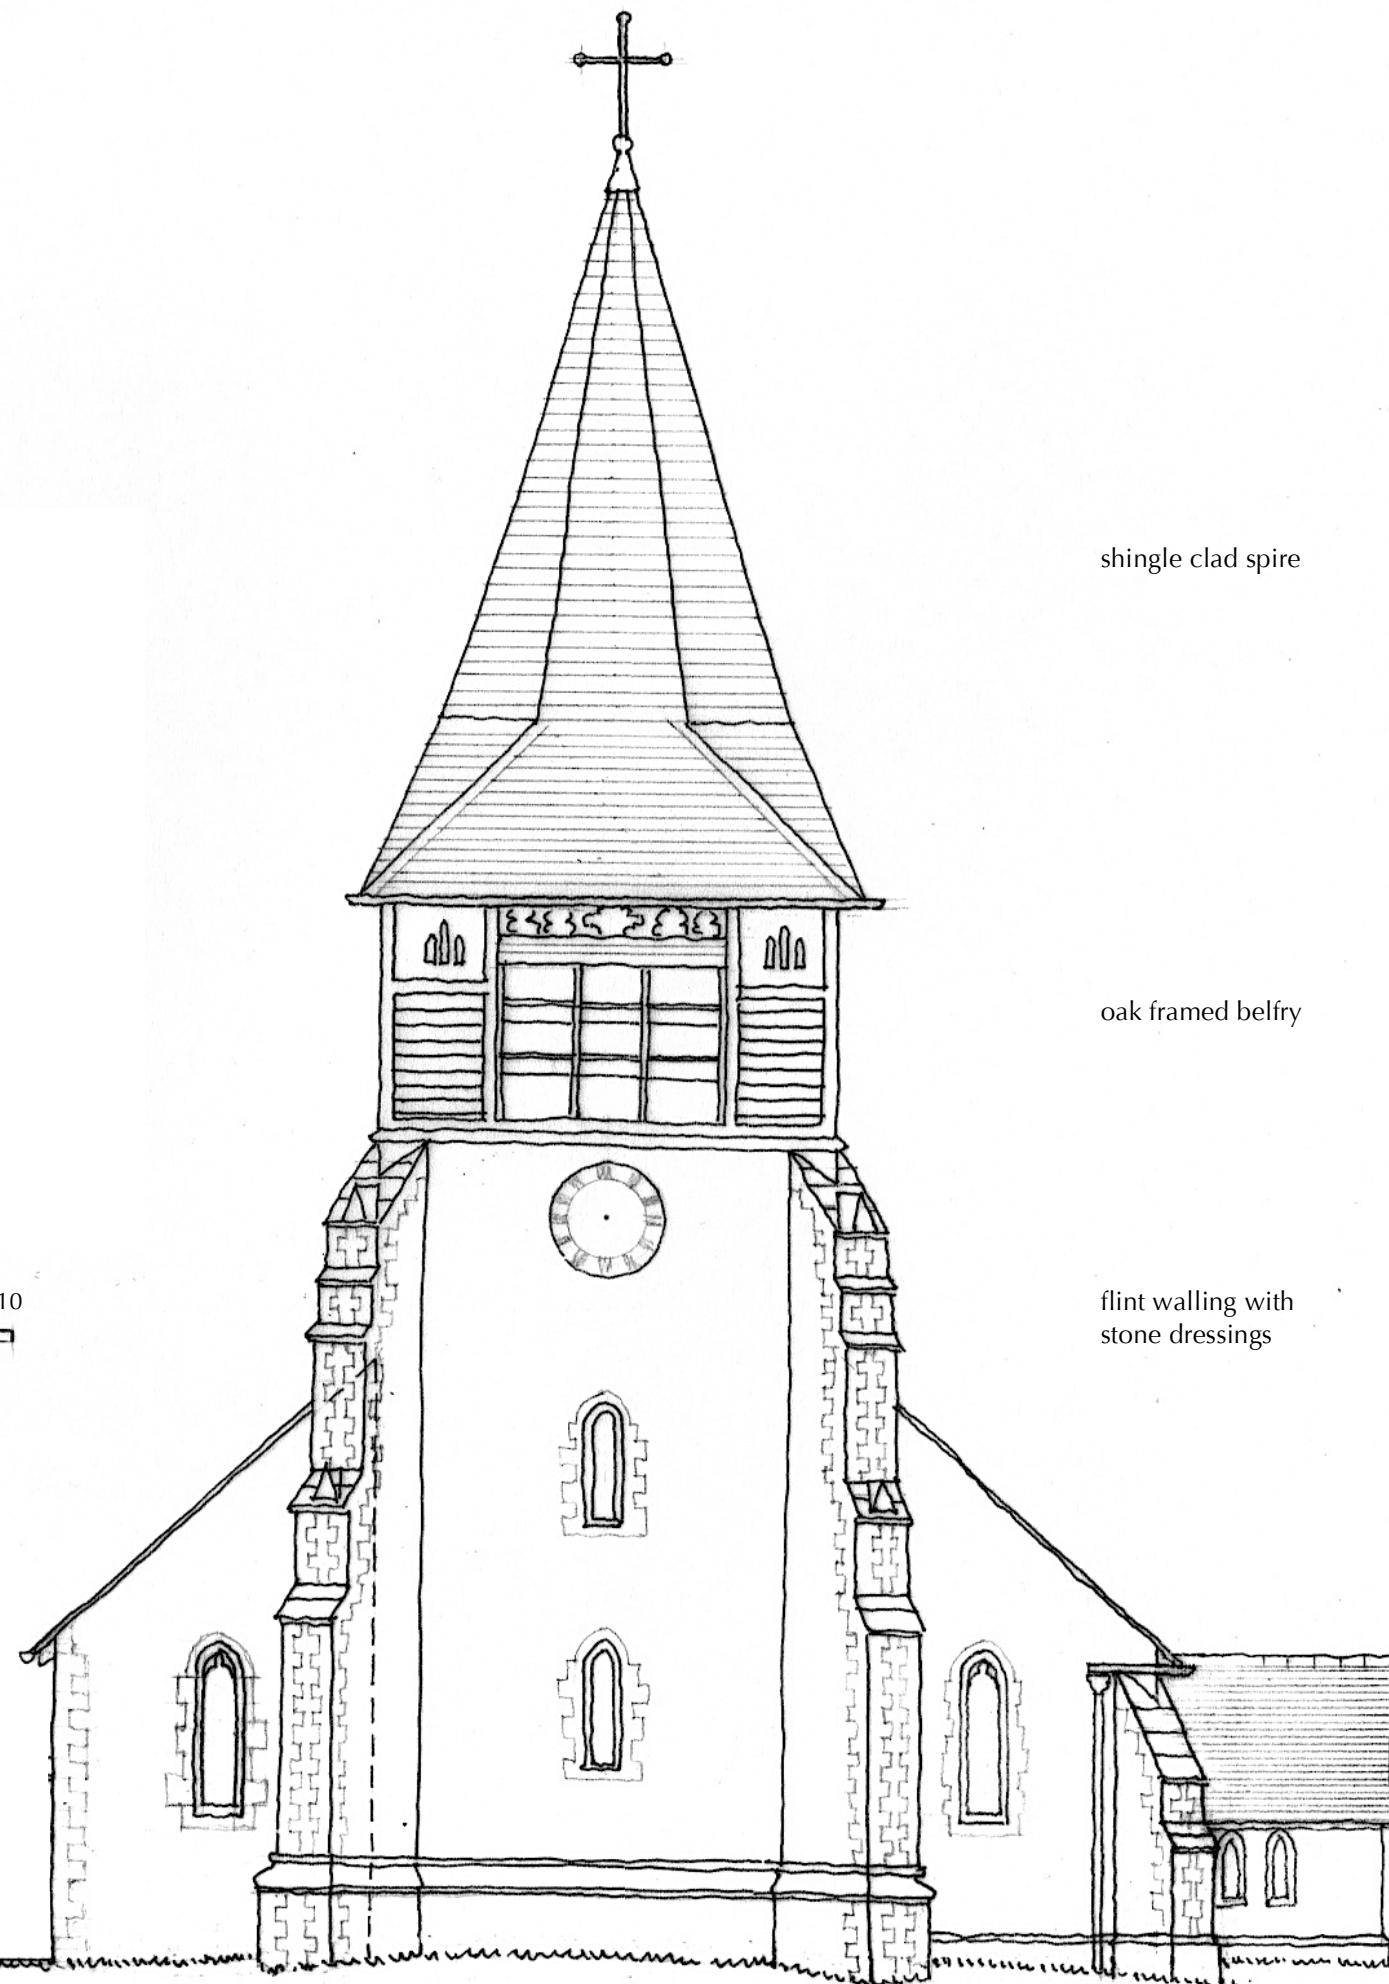 shingle clad spire
oak framed belfry
10
flint walling with
stone dressings